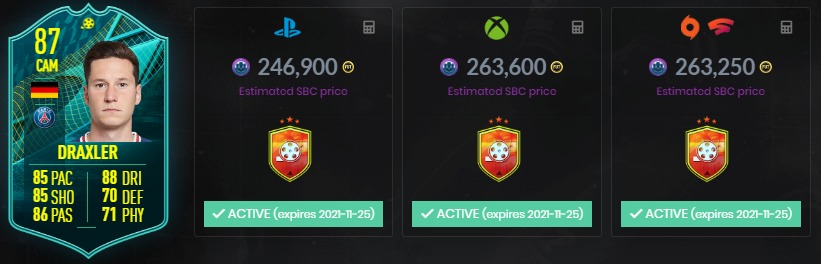 87
CAM
DRAXLER
85 PAC 88 DRI
85 SHO 70 DEF
86 PAS 71 PHY
246,900
Estimated SBC price
✓ ACTIVE (expires 2021-11-25)
263,600
Estimated SBC price
✓ ACTIVE (expires 2021-11-25)
263,250
Estimated SBC price
✓ ACTIVE (expires 2021-11-25)